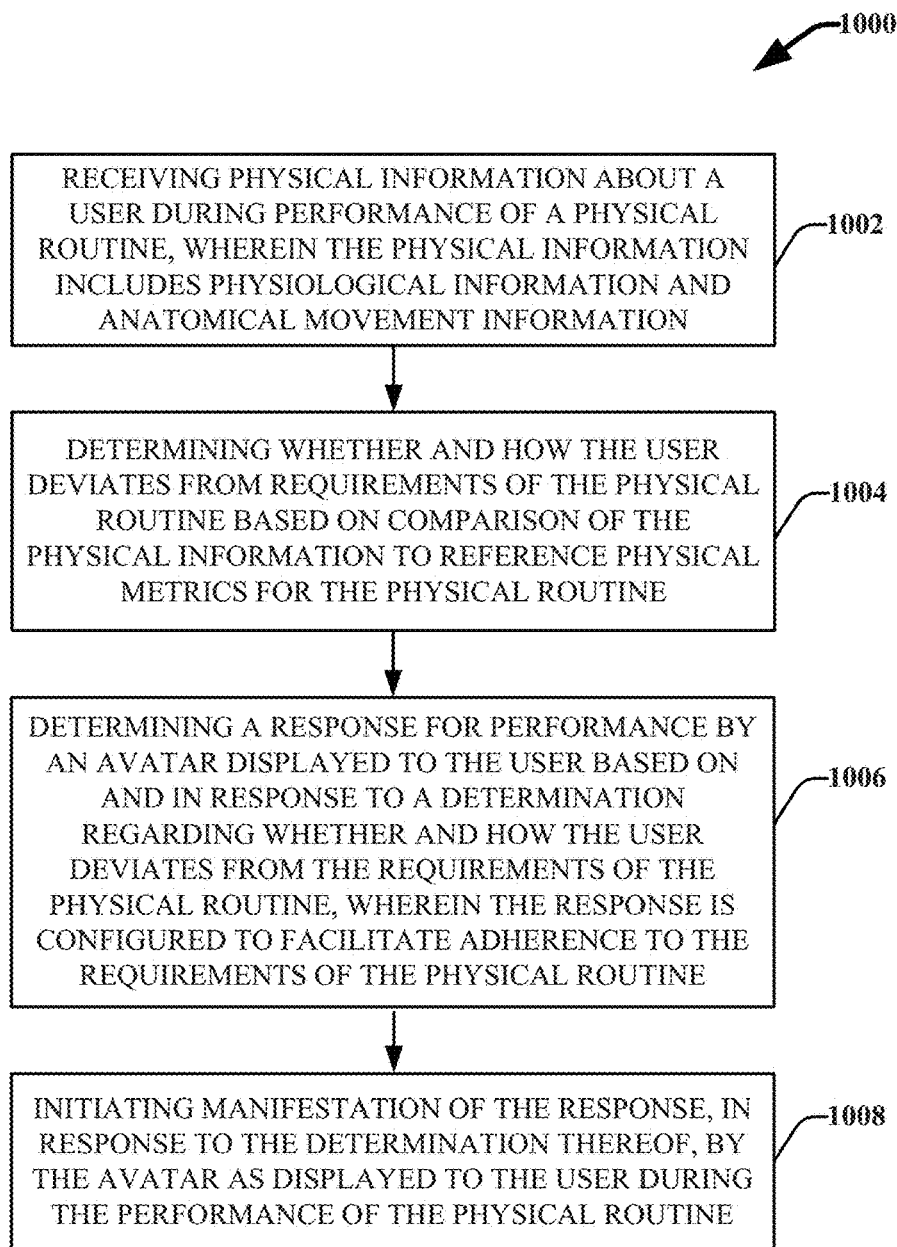 1000
RECEIVING PHYSICAL INFORMATION ABOUT A
USER DURING PERFORMANCE OF A PHYSICAL
ROUTINE, WHEREIN THE PHYSICAL INFORMATION
INCLUDES PHYSIOLOGICAL INFORMATION AND
ANATOMICAL MOVEMENT INFORMATION
1002
DETERMINING WHETHER AND HOW THE USER
DEVIATES FROM REQUIREMENTS OF THE PHYSICAL
ROUTINE BASED ON COMPARISON OF THE
PHYSICAL INFORMATION TO REFERENCE PHYSICAL
METRICS FOR THE PHYSICAL ROUTINE
1004
DETERMINING A RESPONSE FOR PERFORMANCE BY
AN AVATAR DISPLAYED TO THE USER BASED ON
AND IN RESPONSE TO A DETERMINATION
REGARDING WHETHER AND HOW THE USER
DEVIATES FROM THE REQUIREMENTS OF THE
PHYSICAL ROUTINE, WHEREIN THE RESPONSE IS
CONFIGURED TO FACILITATE ADHERENCE TO THE
REQUIREMENTS OF THE PHYSICAL ROUTINE
1006
INITIATING MANIFESTATION OF THE RESPONSE, IN
RESPONSE TO THE DETERMINATION THEREOF, BY
THE AVATAR AS DISPLAYED TO THE USER DURING
THE PERFORMANCE OF THE PHYSICAL ROUTINE
1008